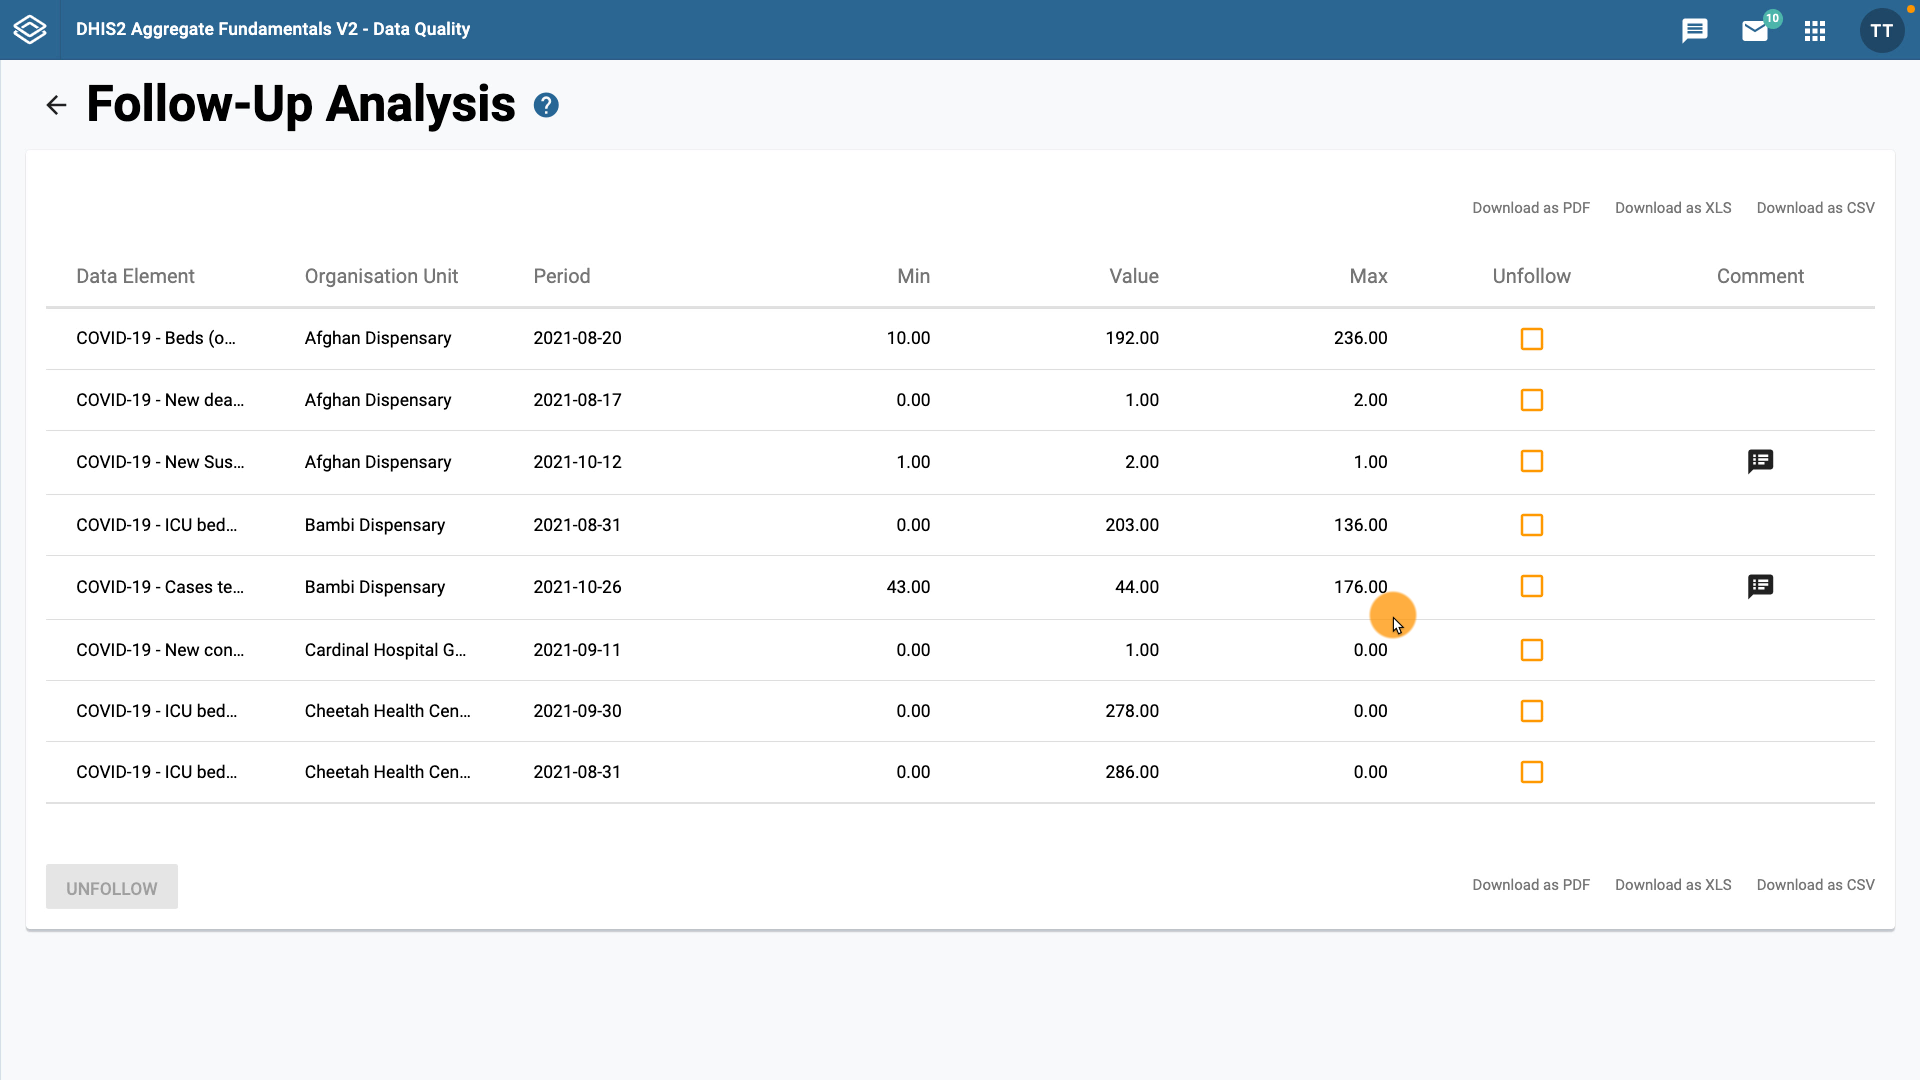 DHIS2 Aggregate Fundamentals V2 - Data Quality 10 TT
Follow-Up Analysis ?
Download as PDF Download as XLS Download as CSV
Data Element Organisation Unit Period Min Value Max Unfollow Comment
COVID-19 - Beds (o... Afghan Dispensary 2021-08-20 10.00 192.00 236.00
COVID-19 - New dea... Afghan Dispensary 2021-08-17 0.00 1.00 2.00
COVID-19 - New Sus... Afghan Dispensary 2021-10-12 1.00 2.00 1.00
COVID-19 - ICU bed... Bambi Dispensary 2021-08-31 0.00 203.00 136.00
COVID-19 - Cases te... Bambi Dispensary 2021-10-26 43.00 44.00 176.00
COVID-19 - New con... Cardinal Hospital G... 2021-09-11 0.00 1.00 0.00
COVID-19 - ICU bed... Cheetah Health Cen... 2021-09-30 0.00 278.00 0.00
COVID-19 - ICU bed... Cheetah Health Cen... 2021-08-31 0.00 286.00 0.00
UNFOLLOW Download as PDF Download as XLS Download as CSV